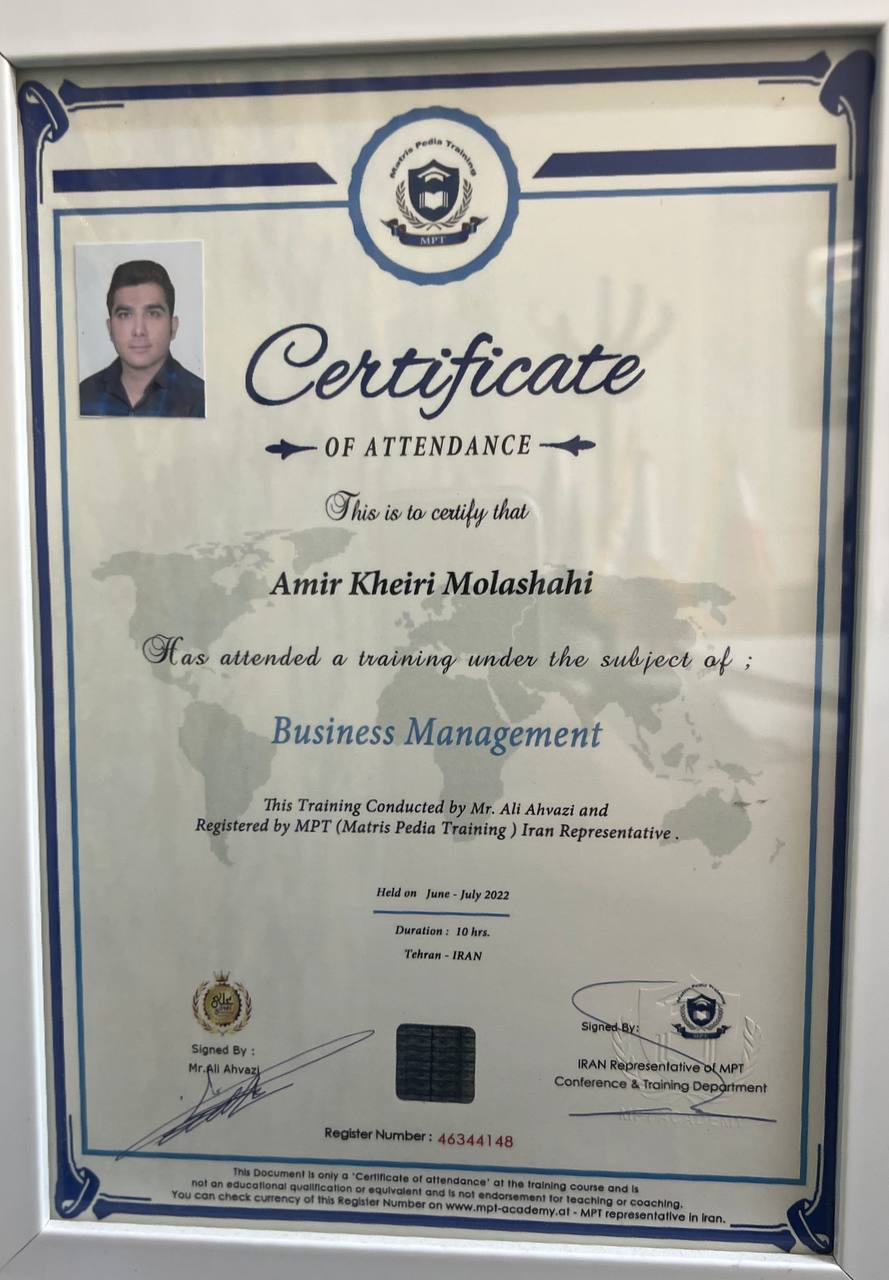 Matris Pedia Training
MPT
Certificate
OF ATTENDANCE
This is to certify that
Amir Kheiri Molashahi
Has attended a training under the subject of ;
Business Management
This Training Conducted by Mr. Ali Ahvazi and
Registered by MPT (Matris Pedia Training ) Iran Representative .
Held on June - July 2022
Duration : 10 hrs.
Tehran - IRAN
Signed By :
Mr.Ali Ahvazi
Signed By:
IRAN Representative of MPT
Conference & Training Department
Register Number : 46344148
This Document is only a "Certificate of attendance" at the training course and is
not an educational qualification or equivalent and is not endorsement for teaching or coaching.
You can check currency of this Register Number on www.mpt-academy.at - MPT representative in Iran.